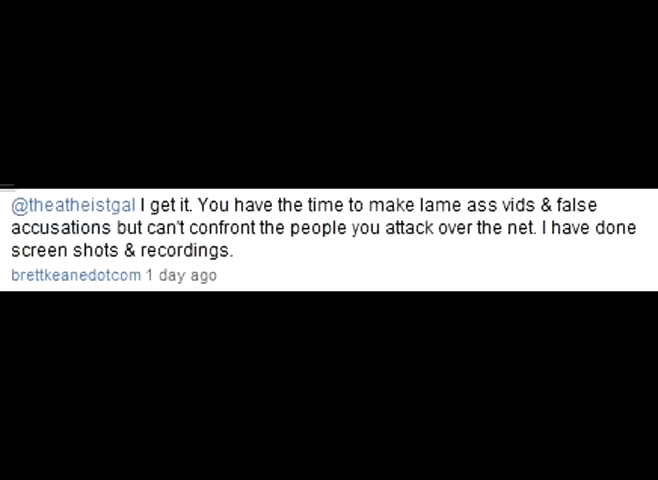 @theatheistgal I get it. You have the time to make lame ass vids & false
accusations but can't confront the people you attack over the net. I have done
screen shots & recordings.
brettkeanedotcom 1 day ago